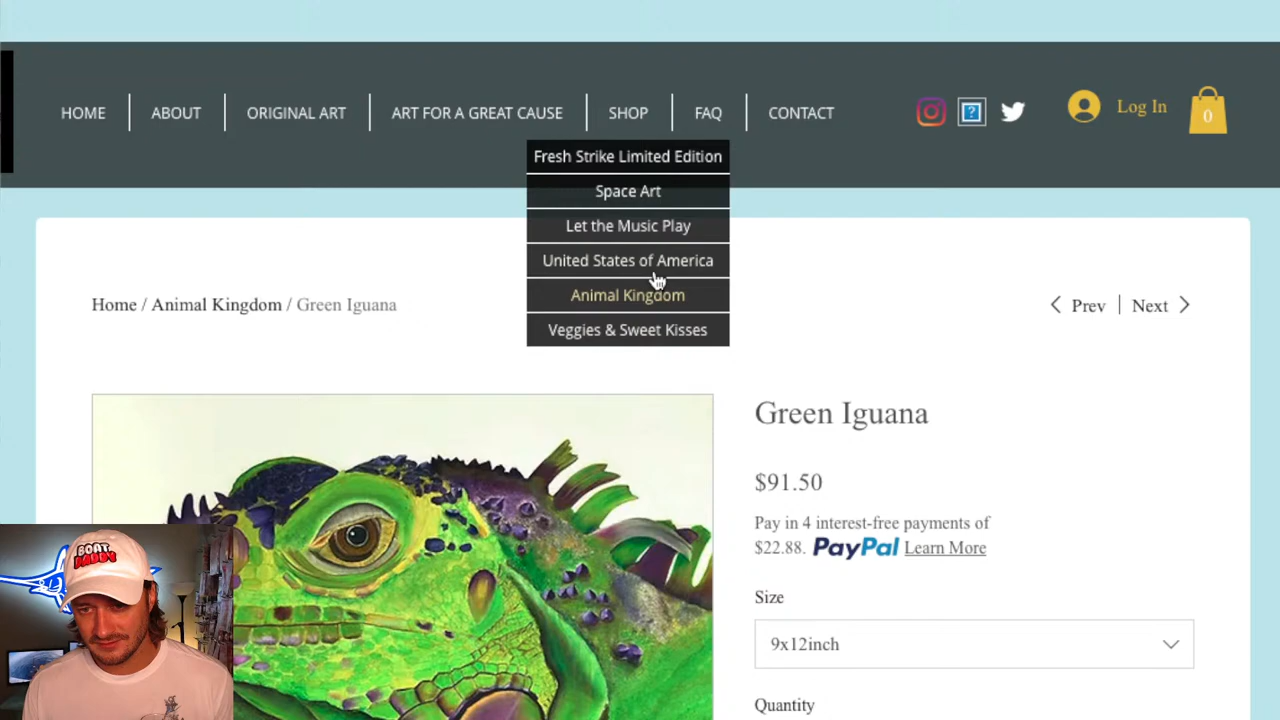 HOME
ABOUT
ORIGINAL ART
ART FOR A GREAT CAUSE
SHOP
FAQ
CONTACT
?
Log In
0
Fresh Strike Limited Edition
Space Art
Let the Music Play
United States of America
Animal Kingdom
Veggies & Sweet Kisses
Home / Animal Kingdom / Green Iguana
Prev
Next
Green Iguana
$91.50
Pay in 4 interest-free payments of
$22.88. PayPal Learn More
Size
9x12inch
Quantity
BOAT
DADDY